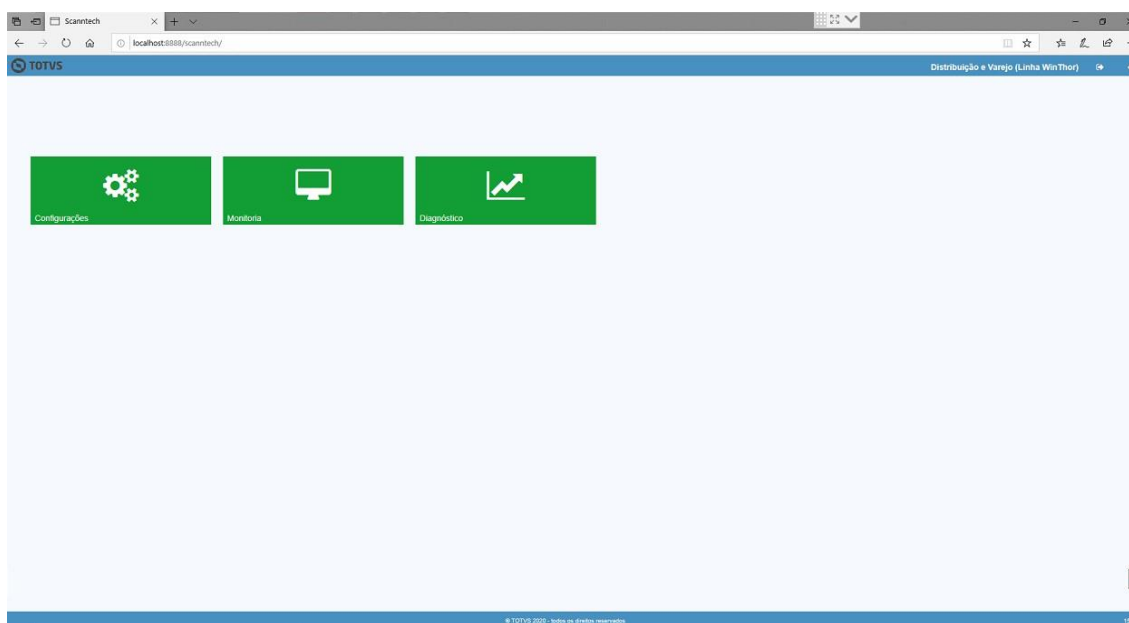 Scanntech
localhost:8888/scanntech/
TOTVS
Distribuição e Varejo (Linha WinThor)
Configurações
Monitoria
Diagnóstico
© TOTVS 2020 - todos os direitos reservados